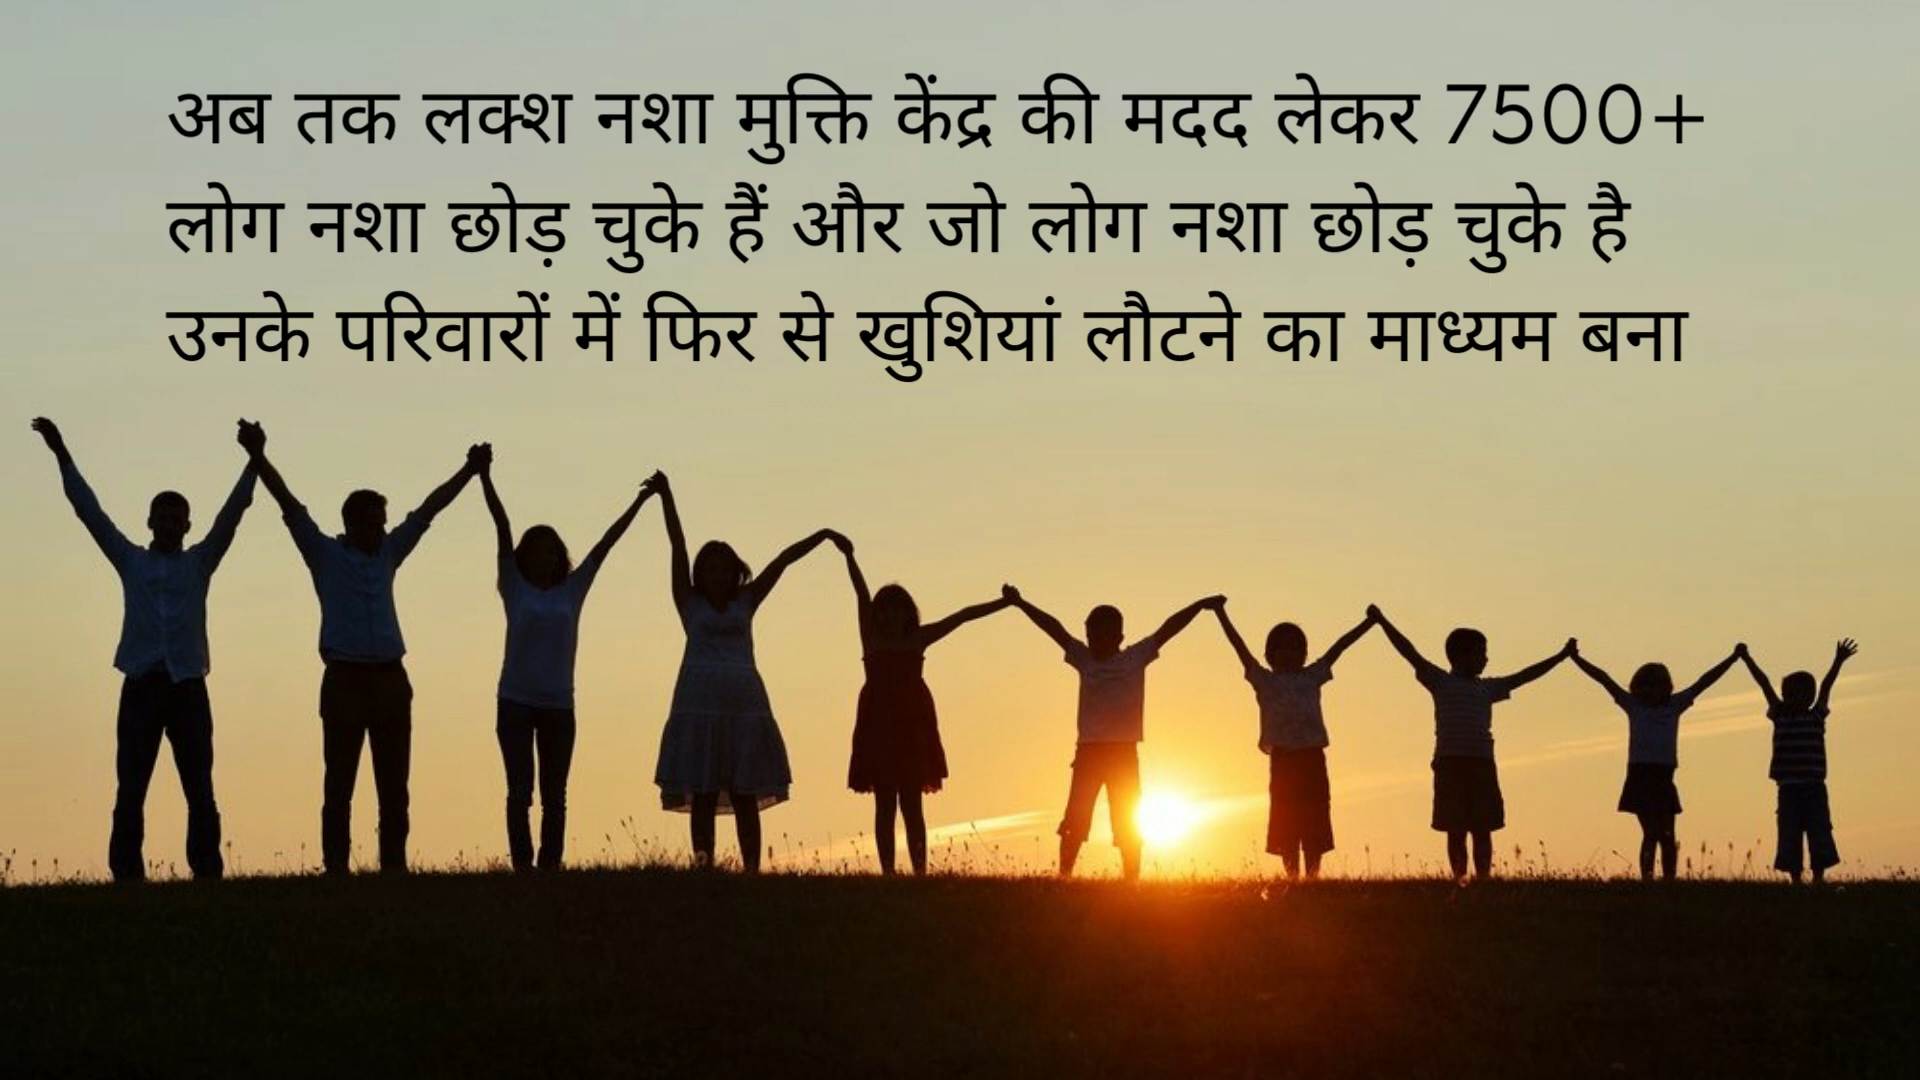 अब तक लक्श नशा मुक्ति केंद्र की मदद लेकर 7500+
लोग नशा छोड़ चुके हैं और जो लोग नशा छोड़ चुके है
उनके परिवारों में फिर से खुशियां लौटने का माध्यम बना